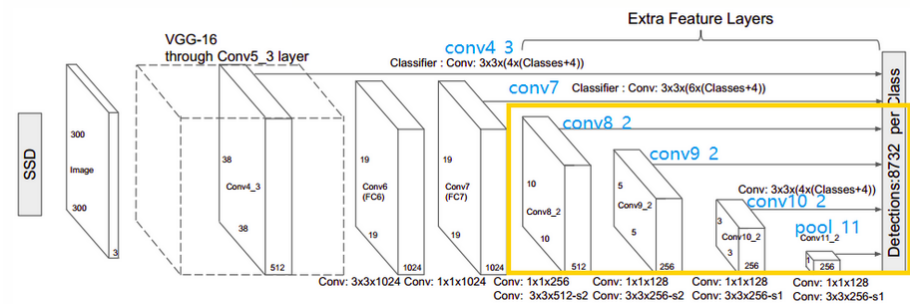 Extra Feature Layers
VGG-16
through Conv5_3 layer
conv4_3
Classifier : Conv: 3x3x(4x(Classes+4))
conv7
Classifier : Conv: 3x3x(6x(Classes+4))
conv8_2
conv9_2
Conv: 3x3x(4x(Classes+4))
conv10_2
pool_11
SSD
300
Image
300
3
38
Conv4_3
38
512
19
Conv6
(FC6)
19
1024
19
Conv7
(FC7)
19
1024
10
Conv8_2
10
512
5
Conv9_2
5
256
3
Conv10_2
3
256
Conv11_2
1
256
Detections:8732 per Class
Conv: 3x3x1024
Conv: 1x1x1024
Conv: 1x1x256
Conv: 3x3x512-s2
Conv: 1x1x128
Conv: 3x3x256-s2
Conv: 1x1x128
Conv: 3x3x256-s1
Conv: 1x1x128
Conv: 3x3x256-s1